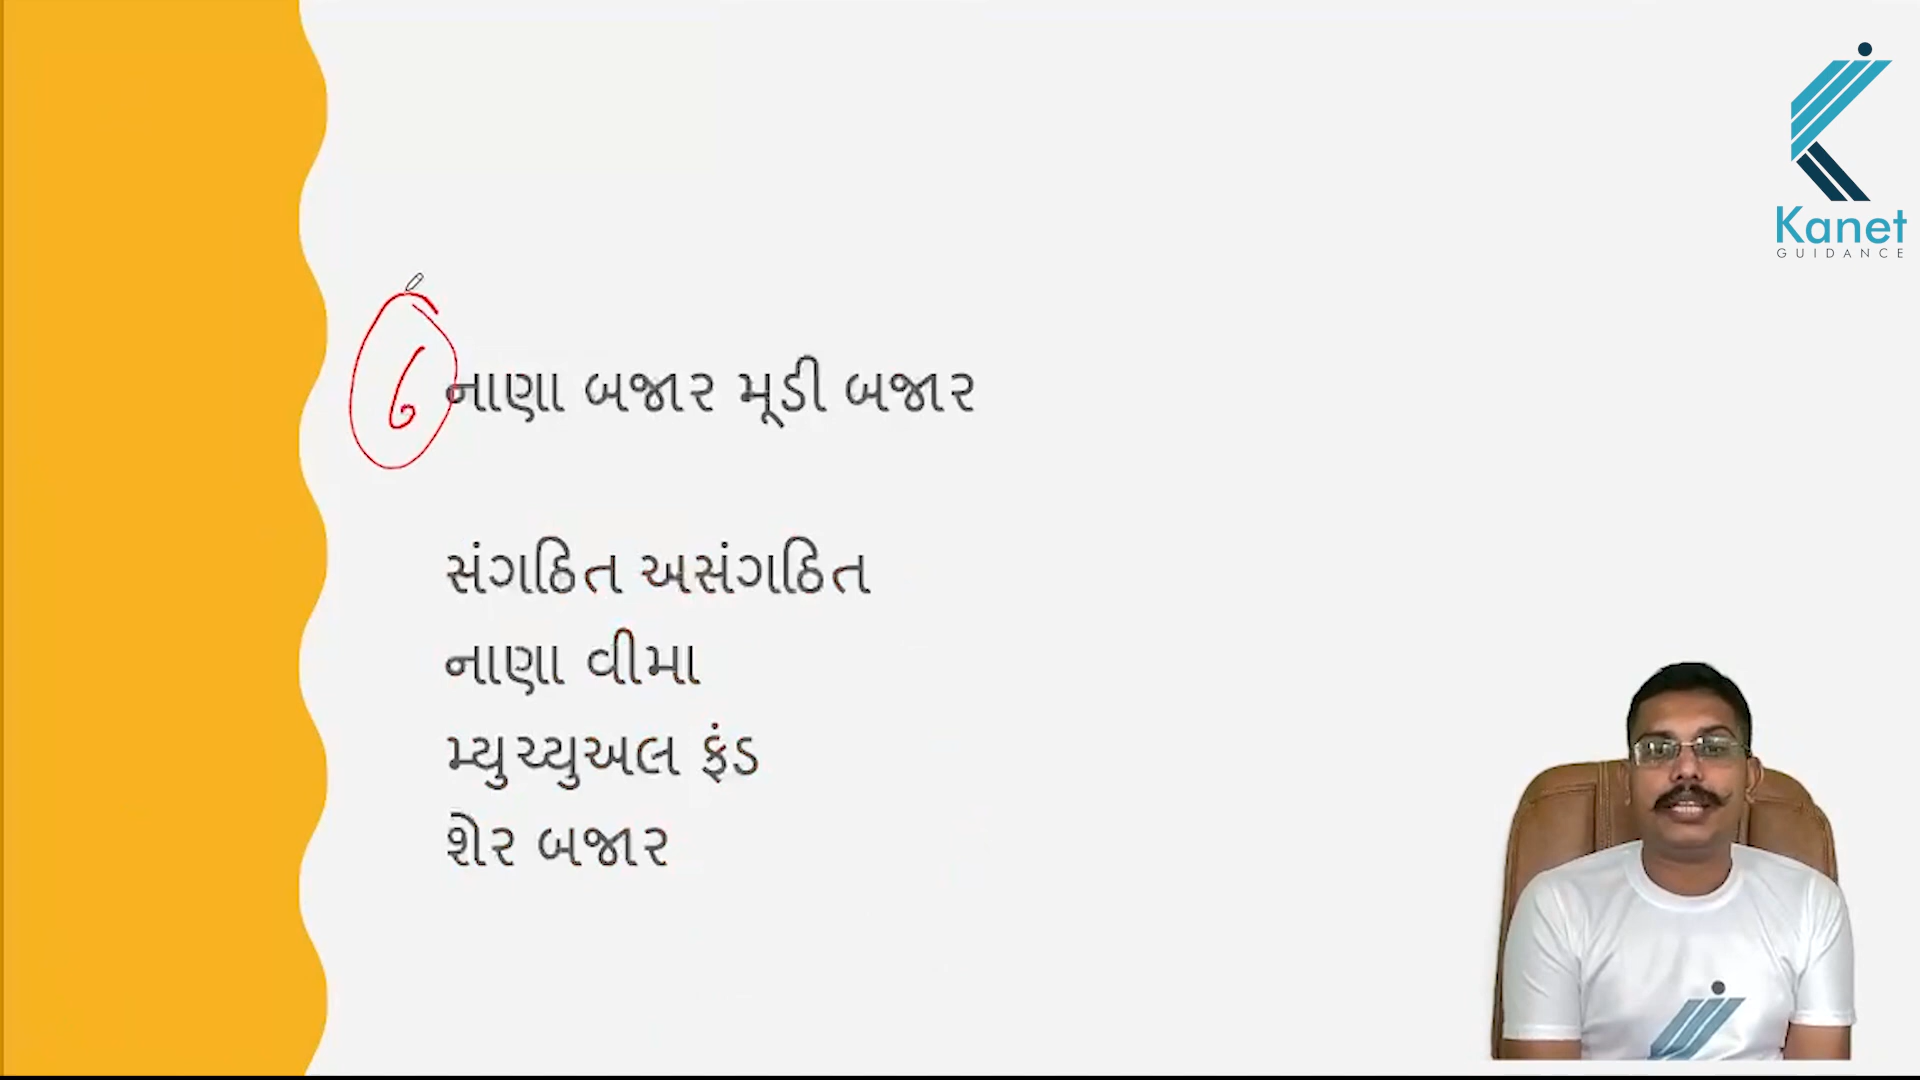 Kanet
GUIDANCE
6 નાણા બજાર મૂડી બજાર
સંગઠિત અસંગઠિત
નાણા વીમા
મ્યુચ્યુઅલ ફંડ
શેર બજાર